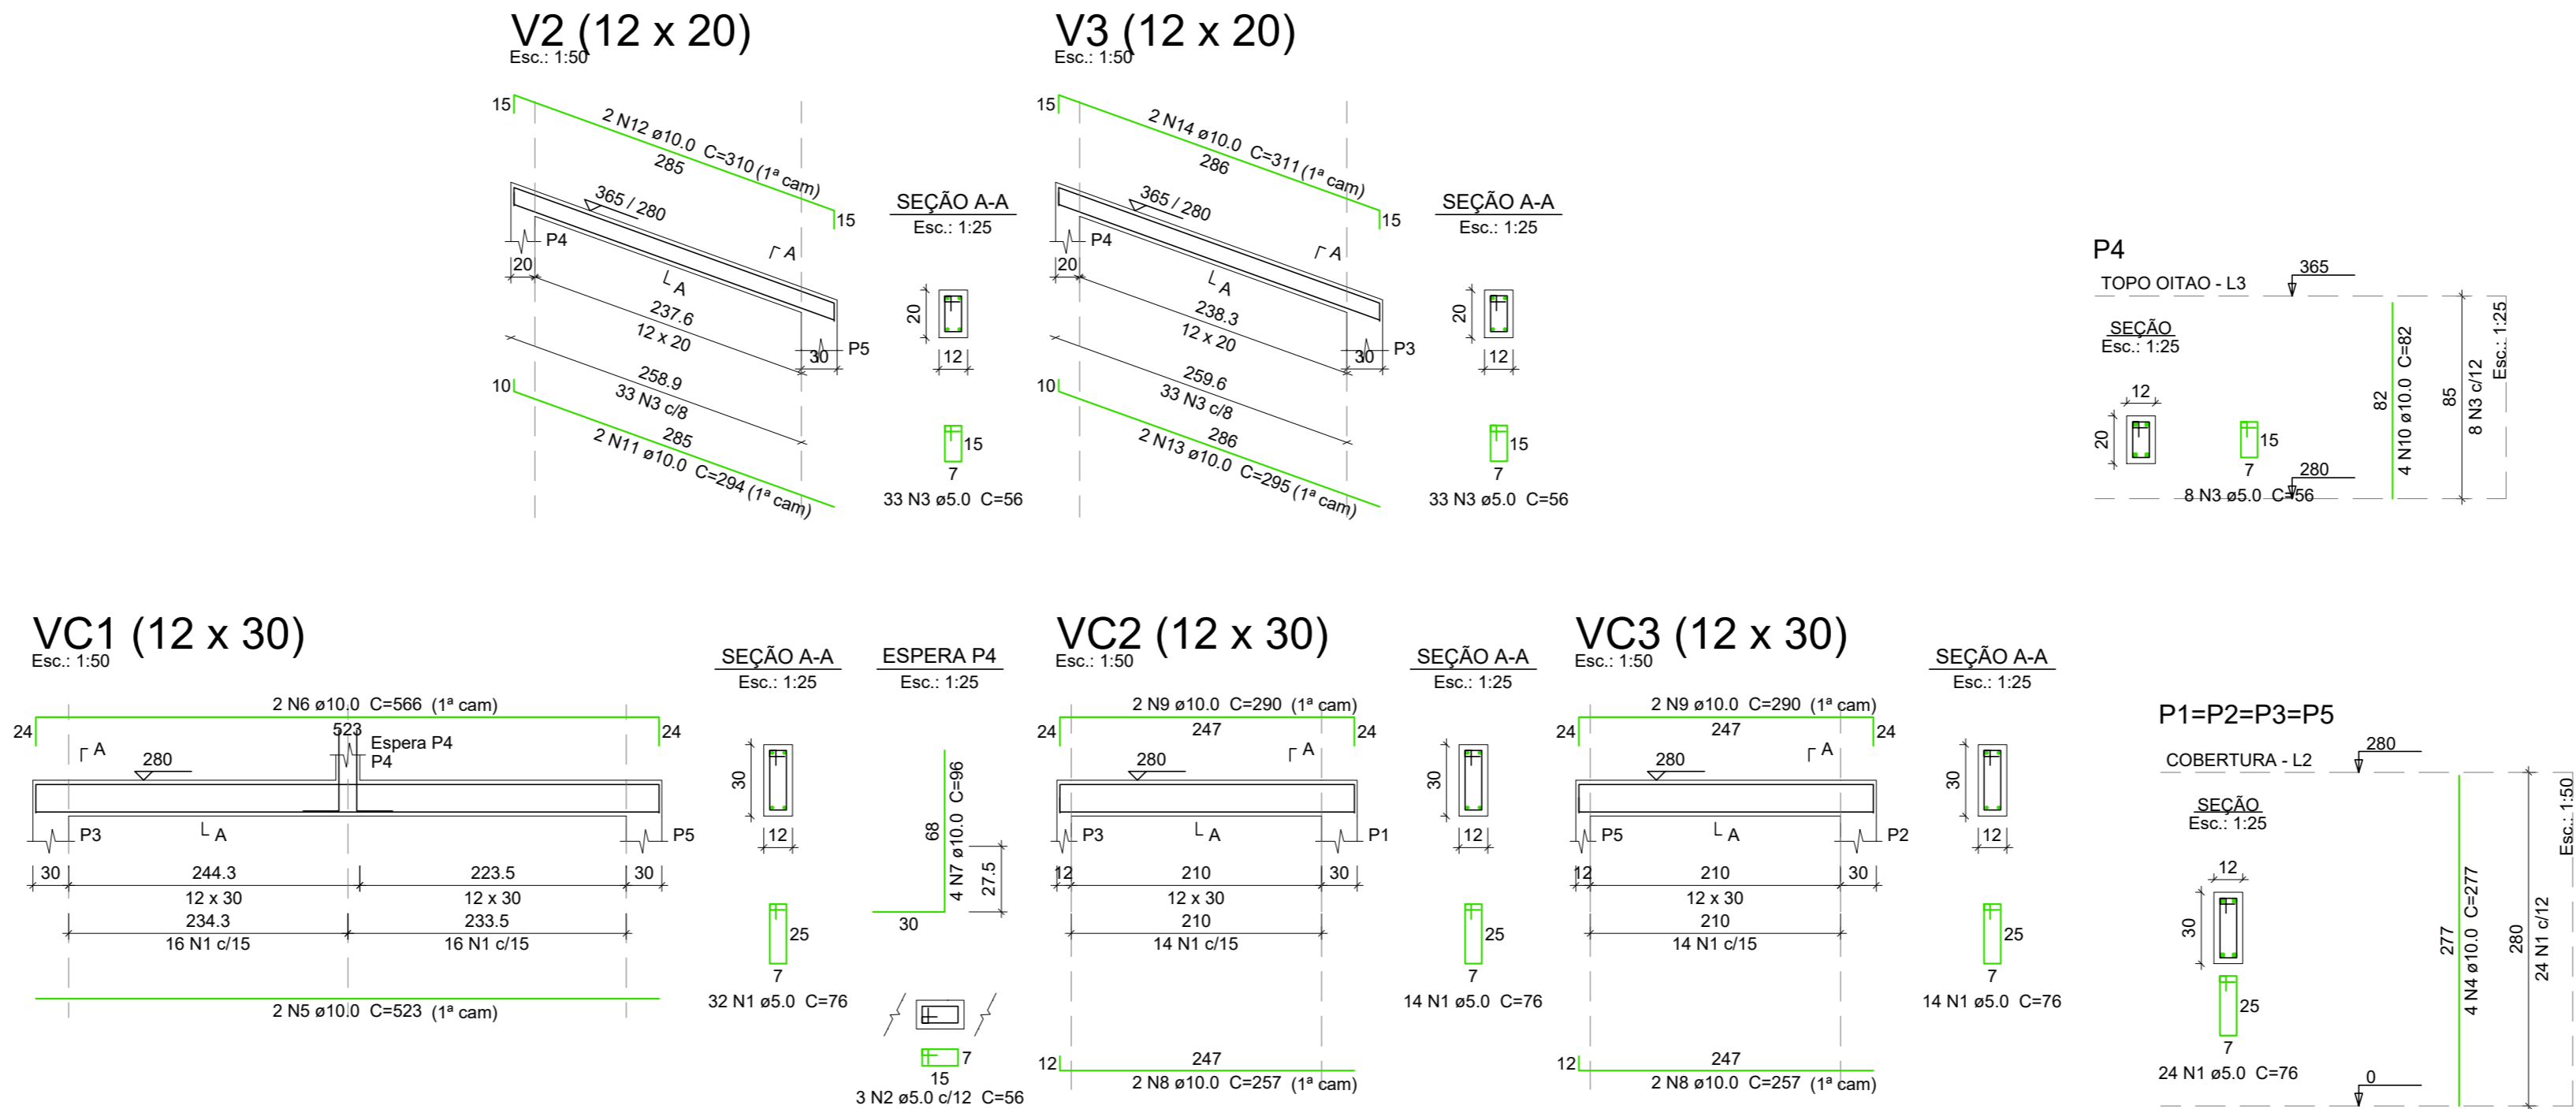 V2 (12 x 20)
Esc.: 1:50
15
2 N12 ø10.0 C=310 (1ª cam)
285
15
365 / 280
A
P4
20
A
237.6
12 x 20
30
P5
258.9
33 N3 c/8
10
285
2 N11 ø10.0 C=294 (1ª cam)
SEÇÃO A-A
Esc.: 1:25
20
12
15
7
33 N3 ø5.0 C=56
V3 (12 x 20)
Esc.: 1:50
15
2 N14 ø10.0 C=311 (1ª cam)
286
15
365 / 280
A
P4
20
A
238.3
12 x 20
30
P3
259.6
33 N3 c/8
10
286
2 N13 ø10.0 C=295 (1ª cam)
SEÇÃO A-A
Esc.: 1:25
20
12
15
7
33 N3 ø5.0 C=56
P4
TOPO OITAO - L3
365
SEÇÃO
Esc.: 1:25
12
20
15
7
280
8 N3 ø5.0 C=56
82
4 N10 ø10.0 C=82
85
8 N3 c/12
Esc.: 1:25
VC1 (12 x 30)
Esc.: 1:50
2 N6 ø10.0 C=566 (1ª cam)
24
523
24
A
Espera P4
P4
280
P3
A
P5
30
244.3
223.5
30
12 x 30
12 x 30
234.3
233.5
16 N1 c/15
16 N1 c/15
2 N5 ø10.0 C=523 (1ª cam)
SEÇÃO A-A
Esc.: 1:25
30
12
25
7
32 N1 ø5.0 C=76
ESPERA P4
Esc.: 1:25
68
4 N7 ø10.0 C=96
27.5
30
7
15
3 N2 ø5.0 c/12 C=56
VC2 (12 x 30)
Esc.: 1:50
2 N9 ø10.0 C=290 (1ª cam)
24
247
24
A
280
P3
A
P1
12
210
30
12 x 30
210
14 N1 c/15
12
247
2 N8 ø10.0 C=257 (1ª cam)
SEÇÃO A-A
Esc.: 1:25
30
12
25
7
14 N1 ø5.0 C=76
VC3 (12 x 30)
Esc.: 1:50
2 N9 ø10.0 C=290 (1ª cam)
24
247
24
A
280
P5
A
P2
12
210
30
12 x 30
210
14 N1 c/15
12
247
2 N8 ø10.0 C=257 (1ª cam)
SEÇÃO A-A
Esc.: 1:25
30
12
25
7
14 N1 ø5.0 C=76
P1=P2=P3=P5
COBERTURA - L2
280
SEÇÃO
Esc.: 1:25
12
30
25
7
24 N1 ø5.0 C=76
0
277
4 N4 ø10.0 C=277
280
24 N1 c/12
Esc.: 1:50